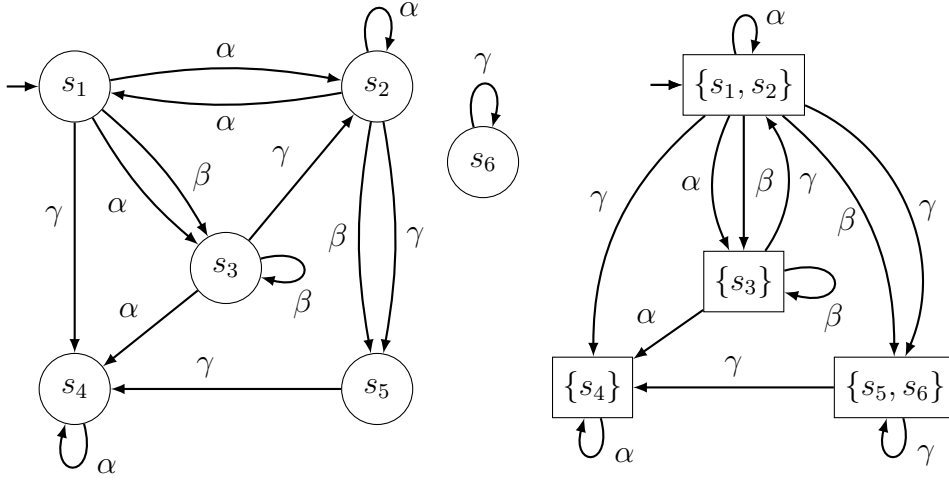 α
s₁
α
α
s₂
γ
s₆
γ
α
β
γ
s₃
β
β
γ
α
s₄
γ
s₅
α
α
{s₁, s₂}
γ
α
β
γ
β
γ
{s₃}
β
α
{s₄}
γ
{s₅, s₆}
α
γ